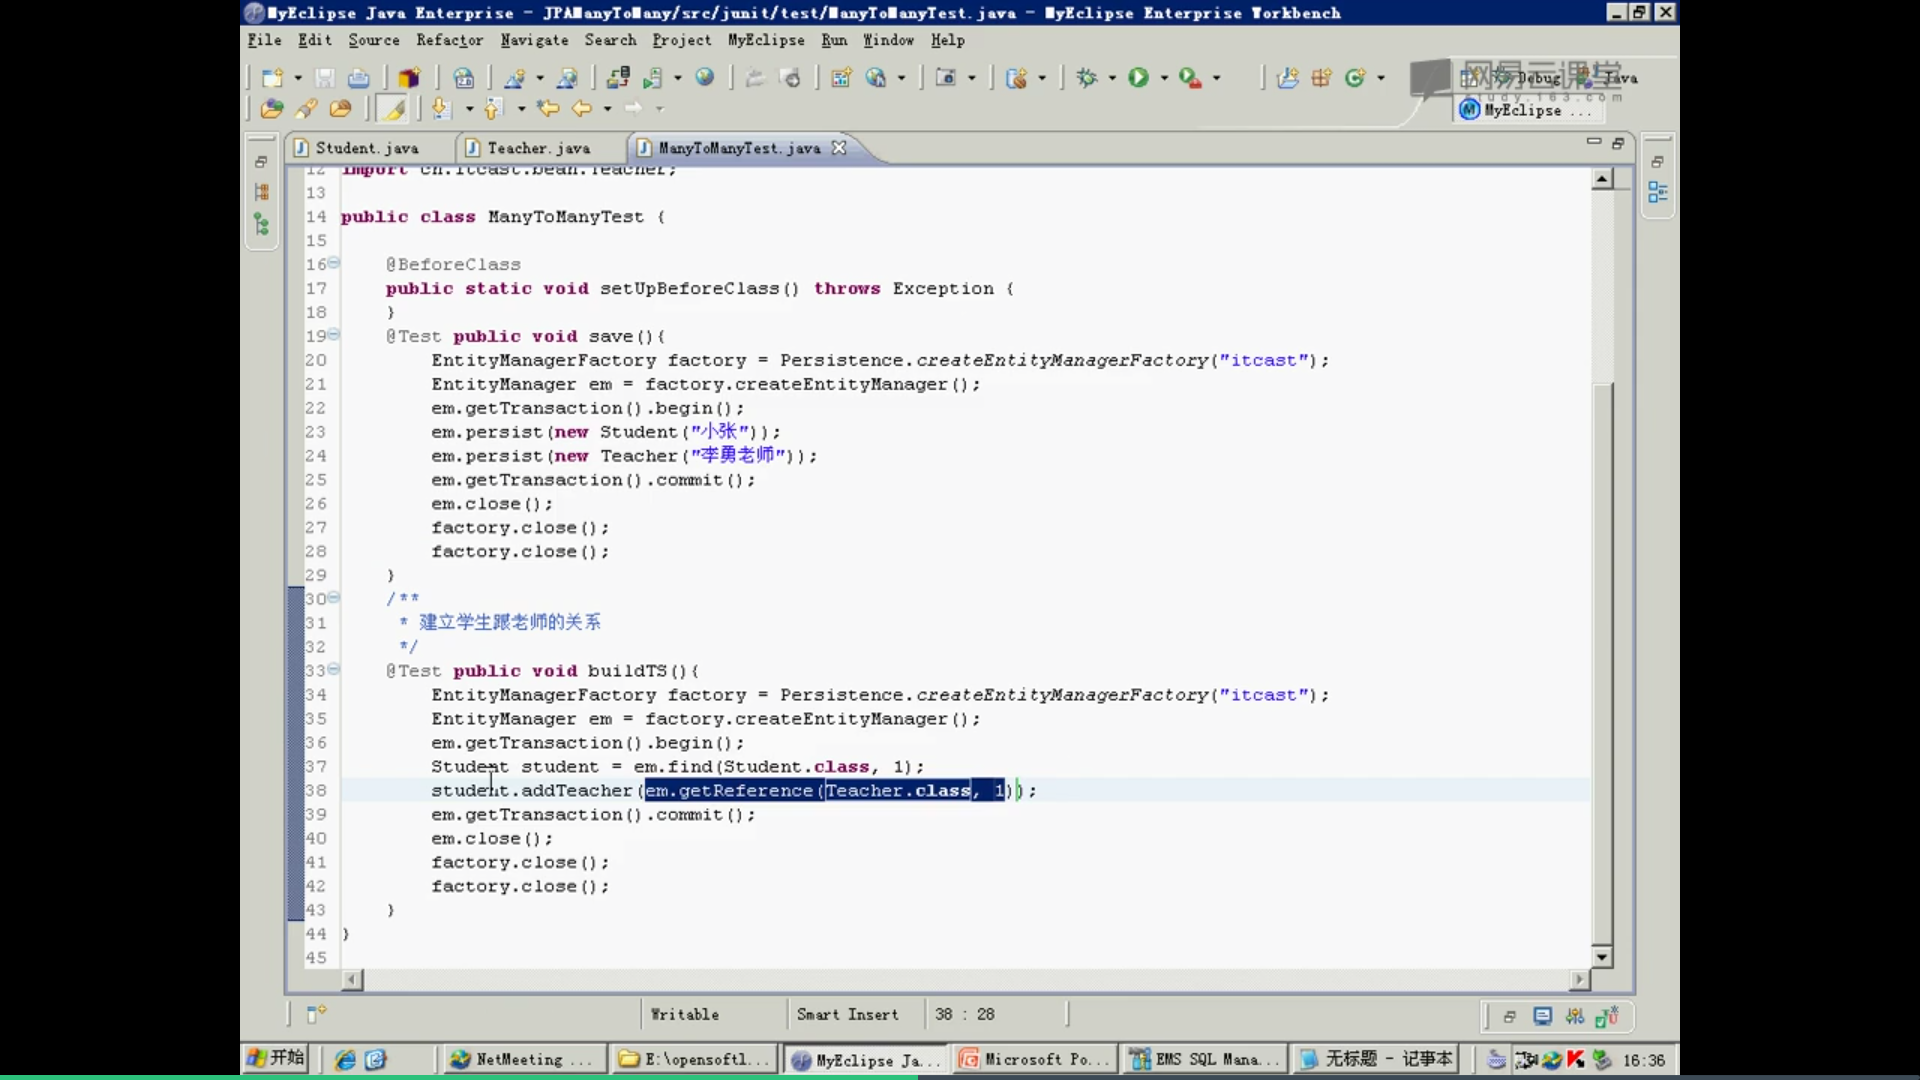 MyEclipse Java Enterprise - JPAManyToMany/src/junit/test/ManyToManyTest.java - MyEclipse Enterprise Workbench
File Edit Source Refactor Navigate Search Project MyEclipse Run Window Help
网易云课堂
Debug Java
study.163.com
MyEclipse ...
Student.java Teacher.java ManyToManyTest.java
12 import cn.itcast.bean.Teacher;
13
14 public class ManyToManyTest {
15
16 @BeforeClass
17 public static void setUpBeforeClass() throws Exception {
18 }
19 @Test public void save(){
20 EntityManagerFactory factory = Persistence.createEntityManagerFactory("itcast");
21 EntityManager em = factory.createEntityManager();
22 em.getTransaction().begin();
23 em.persist(new Student("小张"));
24 em.persist(new Teacher("李勇老师"));
25 em.getTransaction().commit();
26 em.close();
27 factory.close();
28 factory.close();
29 }
30 /**
31 * 建立学生跟老师的关系
32 */
33 @Test public void buildTS(){
34 EntityManagerFactory factory = Persistence.createEntityManagerFactory("itcast");
35 EntityManager em = factory.createEntityManager();
36 em.getTransaction().begin();
37 Student student = em.find(Student.class, 1);
38 student.addTeacher(em.getReference(Teacher.class, 1));
39 em.getTransaction().commit();
40 em.close();
41 factory.close();
42 factory.close();
43 }
44 }
45
Writable Smart Insert 38 : 28
开始 NetMeeting ... E:\opensoftl... MyEclipse Ja... Microsoft Po... EMS SQL Mana... 无标题 - 记事本 16:36